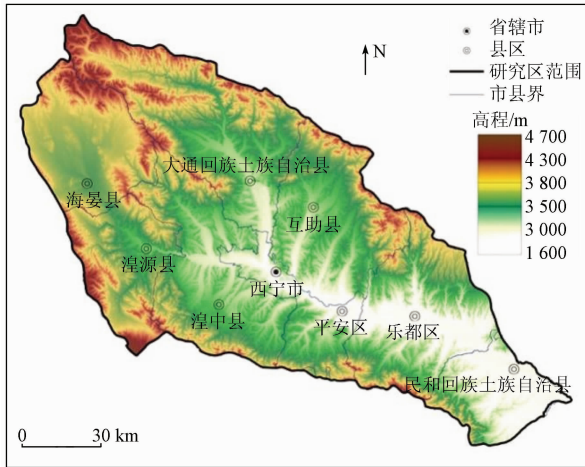 省辖市
县区
N
研究区范围
市县界
高程/m
4 700
4 300
3 800
3 500
3 000
1 600
大通回族土族自治县
海晏县
互助县
湟源县
西宁市
湟中县
平安区
乐都区
民和回族土族自治县
0 30 km